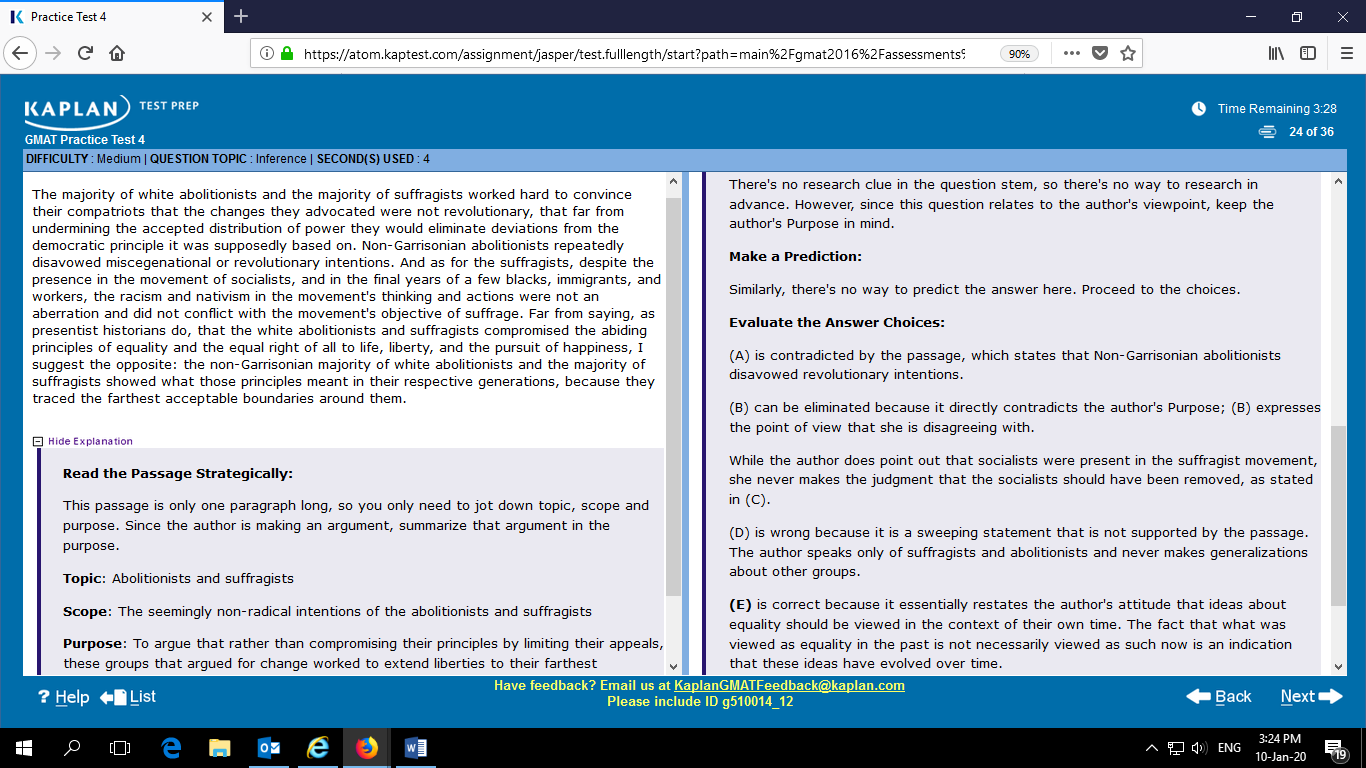 Practice Test 4
https://atom.kaptest.com/assignment/jasper/test.fulllength/start?path=main%2Fgmat2016%2Fassessments%
90%
KAPLAN TEST PREP
GMAT Practice Test 4
Time Remaining 3:28
24 of 36
DIFFICULTY : Medium | QUESTION TOPIC : Inference | SECOND(S) USED : 4
The majority of white abolitionists and the majority of suffragists worked hard to convince
their compatriots that the changes they advocated were not revolutionary, that far from
undermining the accepted distribution of power they would eliminate deviations from the
democratic principle it was supposedly based on. Non-Garrisonian abolitionists repeatedly
disavowed miscegenational or revolutionary intentions. And as for the suffragists, despite the
presence in the movement of socialists, and in the final years of a few blacks, immigrants, and
workers, the racism and nativism in the movement's thinking and actions were not an
aberration and did not conflict with the movement's objective of suffrage. Far from saying, as
presentist historians do, that the white abolitionists and suffragists compromised the abiding
principles of equality and the equal right of all to life, liberty, and the pursuit of happiness, I
suggest the opposite: the non-Garrisonian majority of white abolitionists and the majority of
suffragists showed what those principles meant in their respective generations, because they
traced the farthest acceptable boundaries around them.
Hide Explanation
Read the Passage Strategically:
This passage is only one paragraph long, so you only need to jot down topic, scope and
purpose. Since the author is making an argument, summarize that argument in the
purpose.
Topic: Abolitionists and suffragists
Scope: The seemingly non-radical intentions of the abolitionists and suffragists
Purpose: To argue that rather than compromising their principles by limiting their appeals,
these groups that argued for change worked to extend liberties to their farthest
There's no research clue in the question stem, so there's no way to research in
advance. However, since this question relates to the author's viewpoint, keep the
author's Purpose in mind.
Make a Prediction:
Similarly, there's no way to predict the answer here. Proceed to the choices.
Evaluate the Answer Choices:
(A) is contradicted by the passage, which states that Non-Garrisonian abolitionists
disavowed revolutionary intentions.
(B) can be eliminated because it directly contradicts the author's Purpose; (B) expresses
the point of view that she is disagreeing with.
While the author does point out that socialists were present in the suffragist movement,
she never makes the judgment that the socialists should have been removed, as stated
in (C).
(D) is wrong because it is a sweeping statement that is not supported by the passage.
The author speaks only of suffragists and abolitionists and never makes generalizations
about other groups.
(E) is correct because it essentially restates the author's attitude that ideas about
equality should be viewed in the context of their own time. The fact that what was
viewed as equality in the past is not necessarily viewed as such now is an indication
that these ideas have evolved over time.
? Help
List
Have feedback? Email us at KaplanGMATFeedback@kaplan.com
Please include ID g510014_12
Back
Next
ENG
3:24 PM
10-Jan-20
19